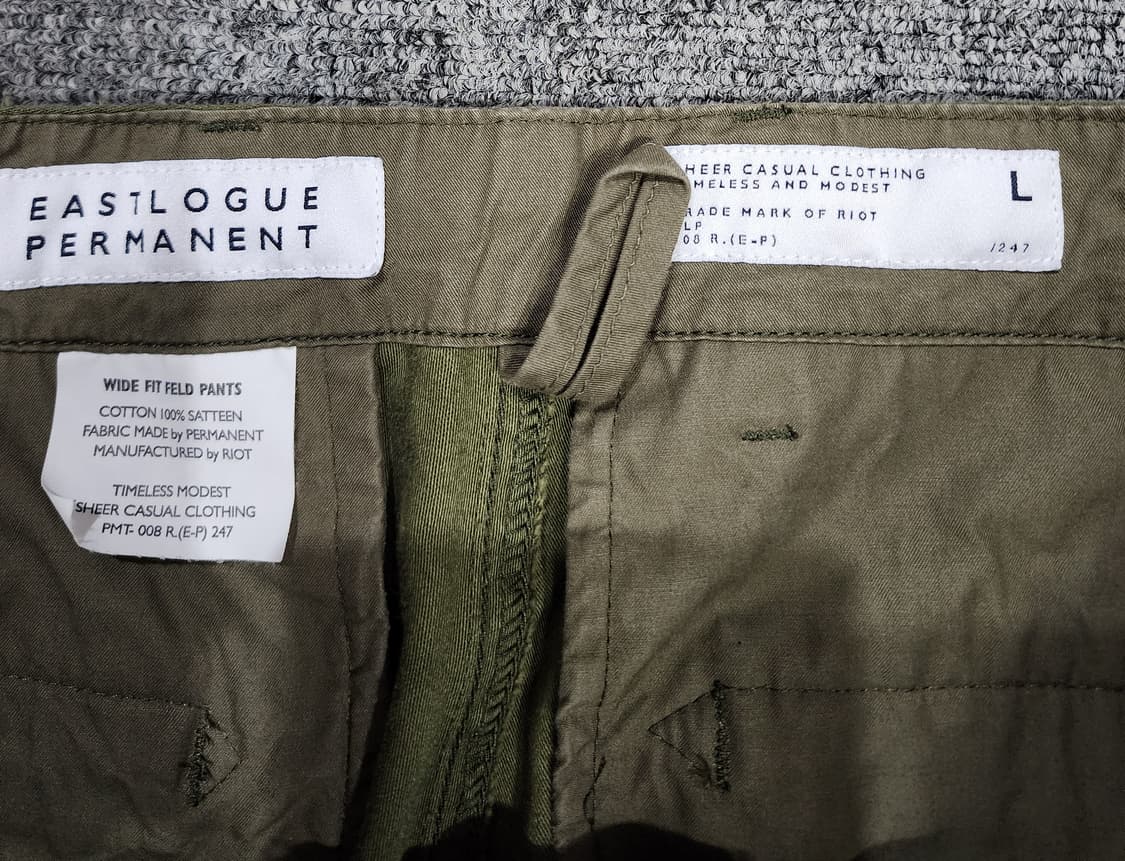 EASTLOGUE
PERMANENT
HEER CASUAL CLOTHING
MELESS AND MODEST
RADE MARK OF RIOT
LP
08 R.(E-P)
L
/247
WIDE FIT FELD PANTS
COTTON 100% SATTEEN
FABRIC MADE by PERMANENT
MANUFACTURED by RIOT
TIMELESS MODEST
SHEER CASUAL CLOTHING
PMT- 008 R.(E-P) 247